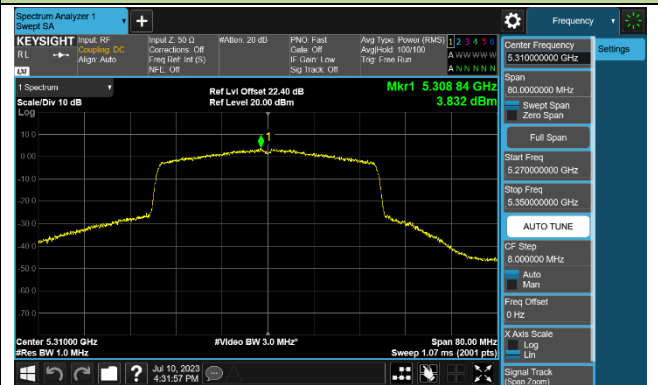 Spectrum Analyzer 1
Swept SA
Frequency
KEYSIGHT
RL
LXI
Input: RF
Coupling: DC
Align: Auto
Input Z: 50 Ω
Corrections: Off
Freq Ref: Int (S)
NFE: Off
#Atten: 20 dB
PNO: Fast
Gate: Off
IF Gain: Low
Sig Track: Off
Avg Type: Power (RMS)
Avg|Hold: 100/100
Trig: Free Run
1 2 3 4 5 6
A W W W W W
A N N N N N
1 Spectrum
Scale/Div 10 dB
Log
Ref Lvl Offset 22.40 dB
Ref Level 20.00 dBm
Mkr1 5.308 84 GHz
3.832 dBm
1
10.0
0.00
-10.0
-20.0
-30.0
-40.0
-50.0
-60.0
-70.0
Center 5.31000 GHz
#Res BW 1.0 MHz
#Video BW 3.0 MHz*
Span 80.00 MHz
Sweep 1.07 ms (2001 pts)
Jul 10, 2023
4:31:57 PM
Center Frequency
5.310000000 GHz
Settings
Span
80.0000000 MHz
Swept Span
Zero Span
Full Span
Start Freq
5.270000000 GHz
Stop Freq
5.350000000 GHz
AUTO TUNE
CF Step
8.000000 MHz
Auto
Man
Freq Offset
0 Hz
X Axis Scale
Log
Lin
Signal Track
(Span Zoom)